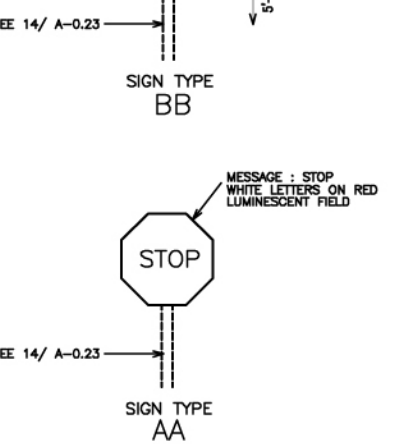 EE 14/ A-0.23
5'-
SIGN TYPE
BB
MESSAGE : STOP
WHITE LETTERS ON RED
LUMINESCENT FIELD
STOP
EE 14/ A-0.23
SIGN TYPE
AA